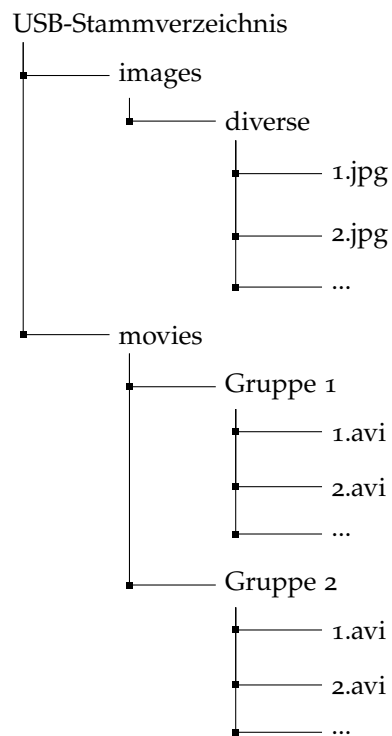 USB-Stammverzeichnis
images
diverse
1.jpg
2.jpg
...
movies
Gruppe 1
1.avi
2.avi
...
Gruppe 2
1.avi
2.avi
...